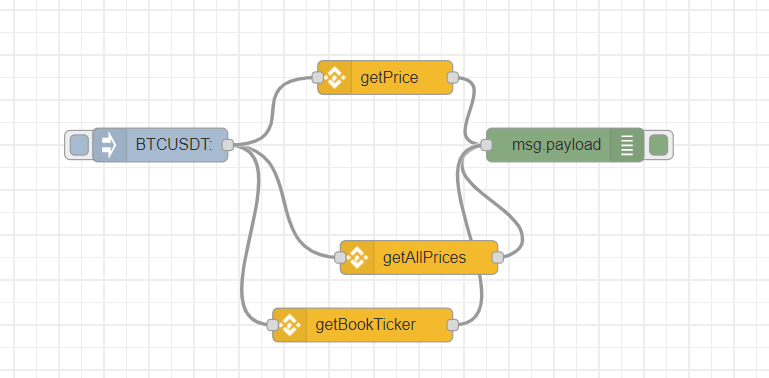 getPrice
BTCUSDT:
msg.payload
getAllPrices
getBookTicker